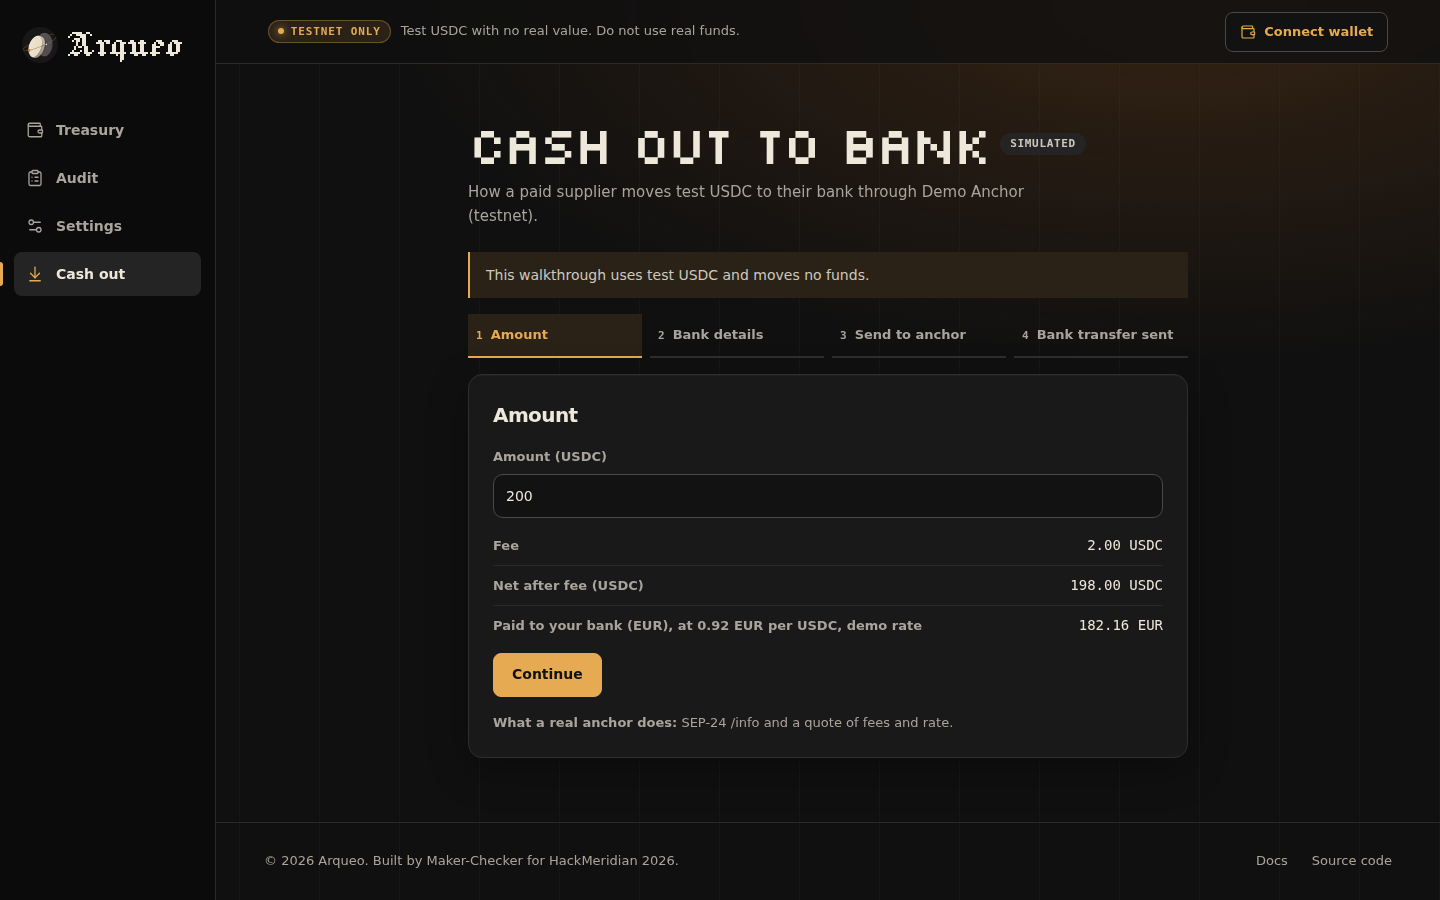 Arqueo
TESTNET ONLY
Test USDC with no real value. Do not use real funds.
Connect wallet
Treasury
Audit
Settings
Cash out
CASH OUT TO BANK
SIMULATED
How a paid supplier moves test USDC to their bank through Demo Anchor
(testnet).
This walkthrough uses test USDC and moves no funds.
1 Amount
2 Bank details
3 Send to anchor
4 Bank transfer sent
Amount
Amount (USDC)
200
Fee 2.00 USDC
Net after fee (USDC) 198.00 USDC
Paid to your bank (EUR), at 0.92 EUR per USDC, demo rate 182.16 EUR
Continue
What a real anchor does: SEP-24 /info and a quote of fees and rate.
© 2026 Arqueo. Built by Maker-Checker for HackMeridian 2026.
Docs
Source code